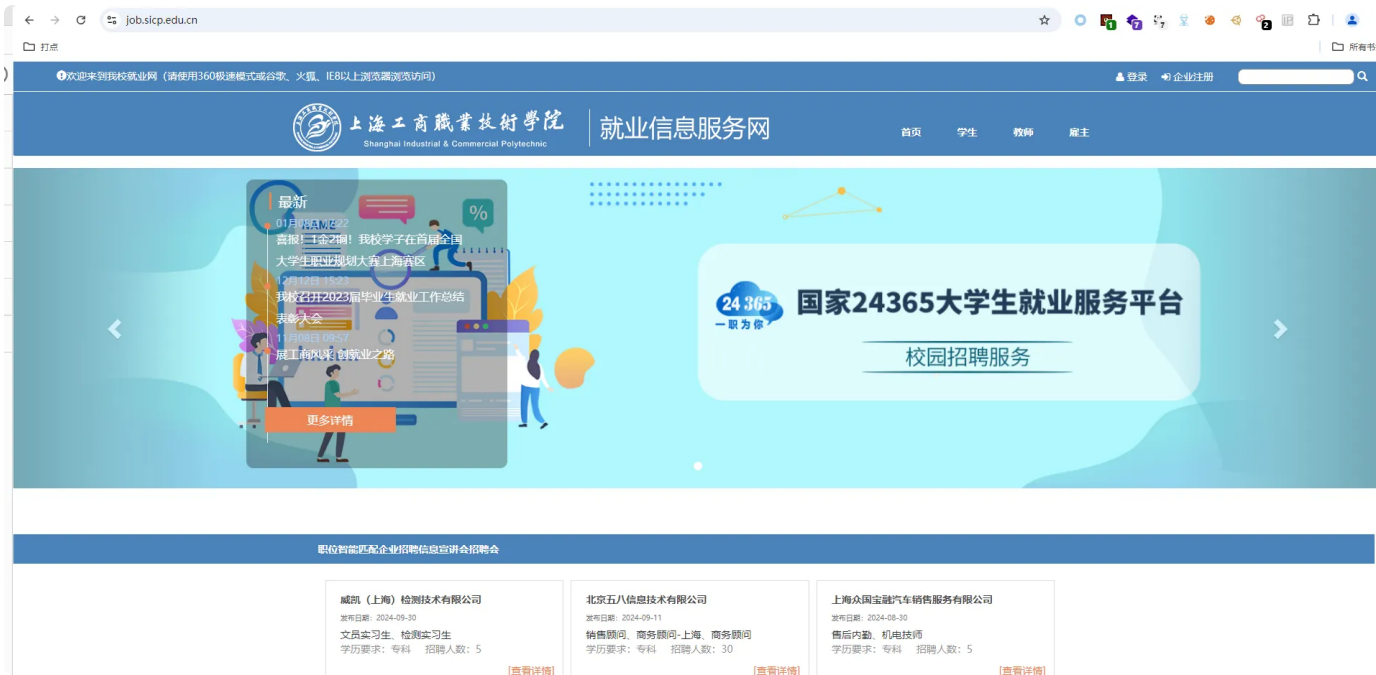 job.sicp.edu.cn
打点
所有书
欢迎来到我校就业网（请使用360极速模式或谷歌、火狐、IE8以上浏览器浏览访问）
登录 企业注册
上海工商職業技術學院
Shanghai Industrial & Commercial Polytechnic
就业信息服务网
首页 学生 教师 雇主
最新
喜报！1金2铜！我校学子在首届全国
大学生职业规划大赛上海赛区
12月12日 15:23
我校召开2023届毕业生就业工作总结
表彰大会
11月08日 09:57
展工商风采 创就业之路
更多详情
NAME
%
24 365
一职为你
国家24365大学生就业服务平台
校园招聘服务
职位智能匹配企业招聘信息宣讲会招聘会
威凯（上海）检测技术有限公司
发布日期：2024-09-30
文员实习生、检测实习生
学历要求：专科 招聘人数：5
[查看详情]
北京五八信息技术有限公司
发布日期：2024-09-11
销售顾问、商务顾问-上海、商务顾问
学历要求：专科 招聘人数：30
[查看详情]
上海众国宝融汽车销售服务有限公司
发布日期：2024-08-30
售后内勤、机电技师
学历要求：专科 招聘人数：5
[查看详情]